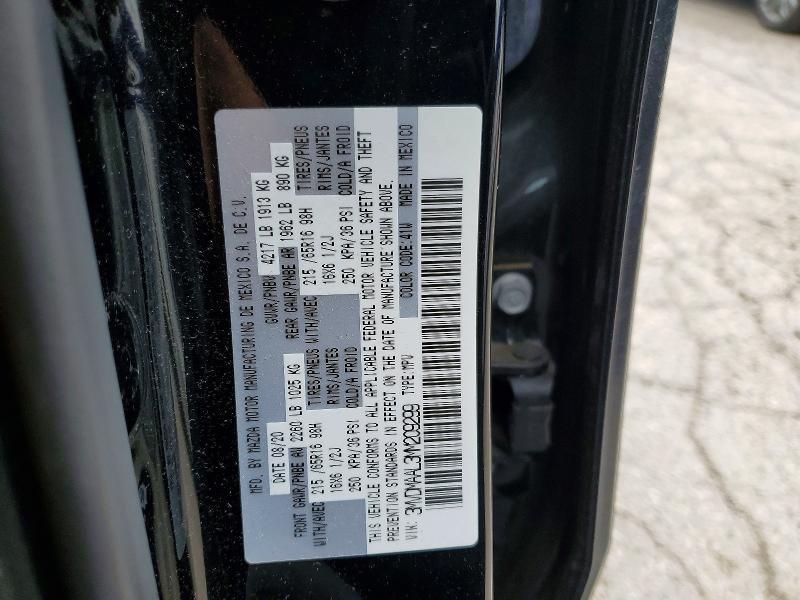 MFD. BY MAZDA MOTOR MANUFACTURING DE MEXICO S.A. DE C.V.
DATE 08/20 GVWR/PNBV 4217 LB 1913 KG
FRONT GAWR/PNBE AV 2260 LB 1025 KG REAR GAWR/PNBE AR 1962 LB 890 KG
TIRES/PNEUS WITH/AVEC TIRES/PNEUS
WITH/AVEC 215 /65R16 98H RIMS/JANTES 215 /65R16 98H RIMS/JANTES
16X6 1/2J COLD/A FROID 16X6 1/2J COLD/A FROID
250 KPA/36 PSI 250 KPA/36 PSI
THIS VEHICLE CONFORMS TO ALL APPLICABLE FEDERAL MOTOR VEHICLE SAFETY AND THEFT
PREVENTION STANDARDS IN EFFECT ON THE DATE OF MANUFACTURE SHOWN ABOVE.
VIN: 3MVDMAAL3MM209299 TYPE:MPV COLOR CODE:41W MADE IN MEXICO